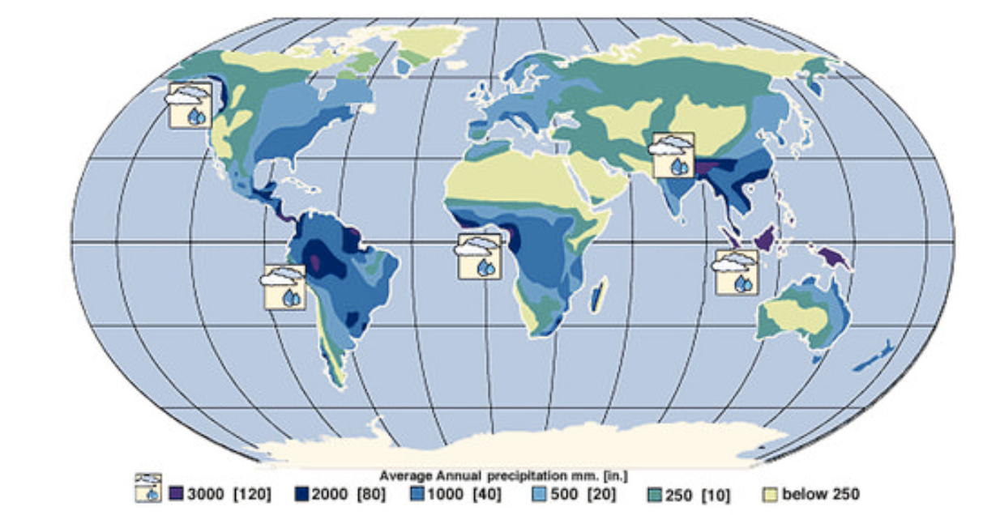 Average Annual precipitation mm. [in.]
3000 [120] 2000 [80] 1000 [40] 500 [20] 250 [10] below 250